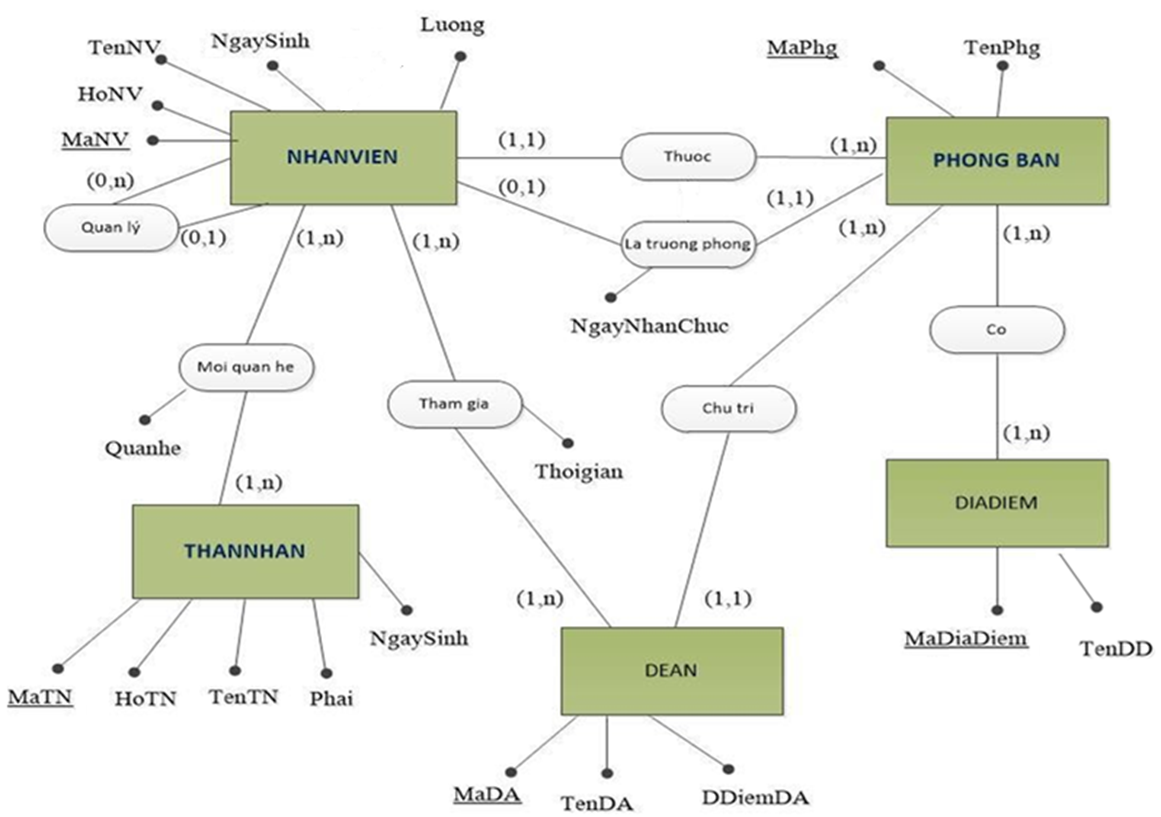 Luong
TenNV
NgaySinh
MaPhg
TenPhg
HoNV
MaNV
NHANVIEN
(1,1)
Thuoc
(1,n)
PHONG BAN
(0,n)
(0,1)
(1,1)
Quan lý
(0,1)
(1,n)
(1,n)
La truong phong
(1,n)
(1,n)
NgayNhanChuc
Co
Moi quan he
Tham gia
Chu tri
Quanhe
Thoigian
(1,n)
(1,n)
THANNHAN
DIADIEM
(1,n)
(1,1)
NgaySinh
MaDiaDiem
TenDD
DEAN
MaTN
HoTN
TenTN
Phai
MaDA
TenDA
DDiemDA